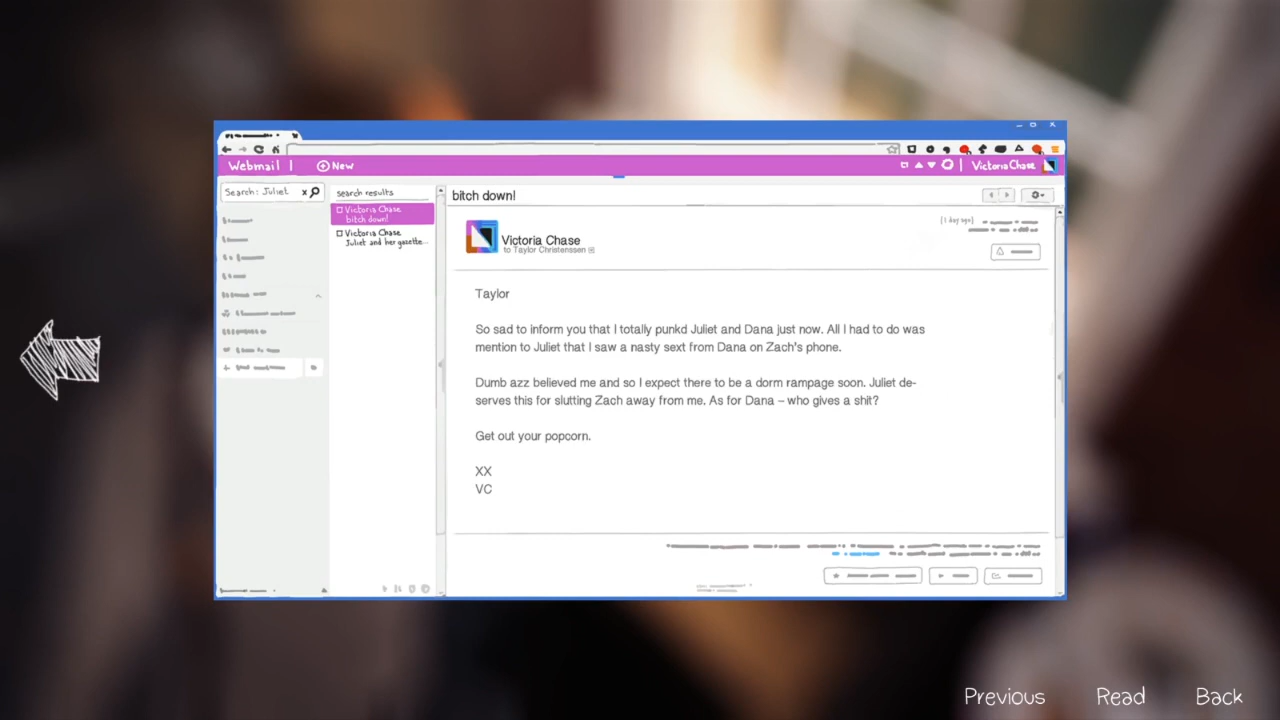 Webmail | New
Victoria Chase
Search: Juliet x
search results
Victoria Chase
bitch down!
Victoria Chase
Juliet and her gazette...
bitch down!
Victoria Chase
to Taylor Christenssen
(1 day ago)
Taylor
So sad to inform you that I totally punkd Juliet and Dana just now. All I had to do was
mention to Juliet that I saw a nasty sext from Dana on Zach's phone.
Dumb azz believed me and so I expect there to be a dorm rampage soon. Juliet de-
serves this for slutting Zach away from me. As for Dana – who gives a shit?
Get out your popcorn.
XX
VC
Previous Read Back